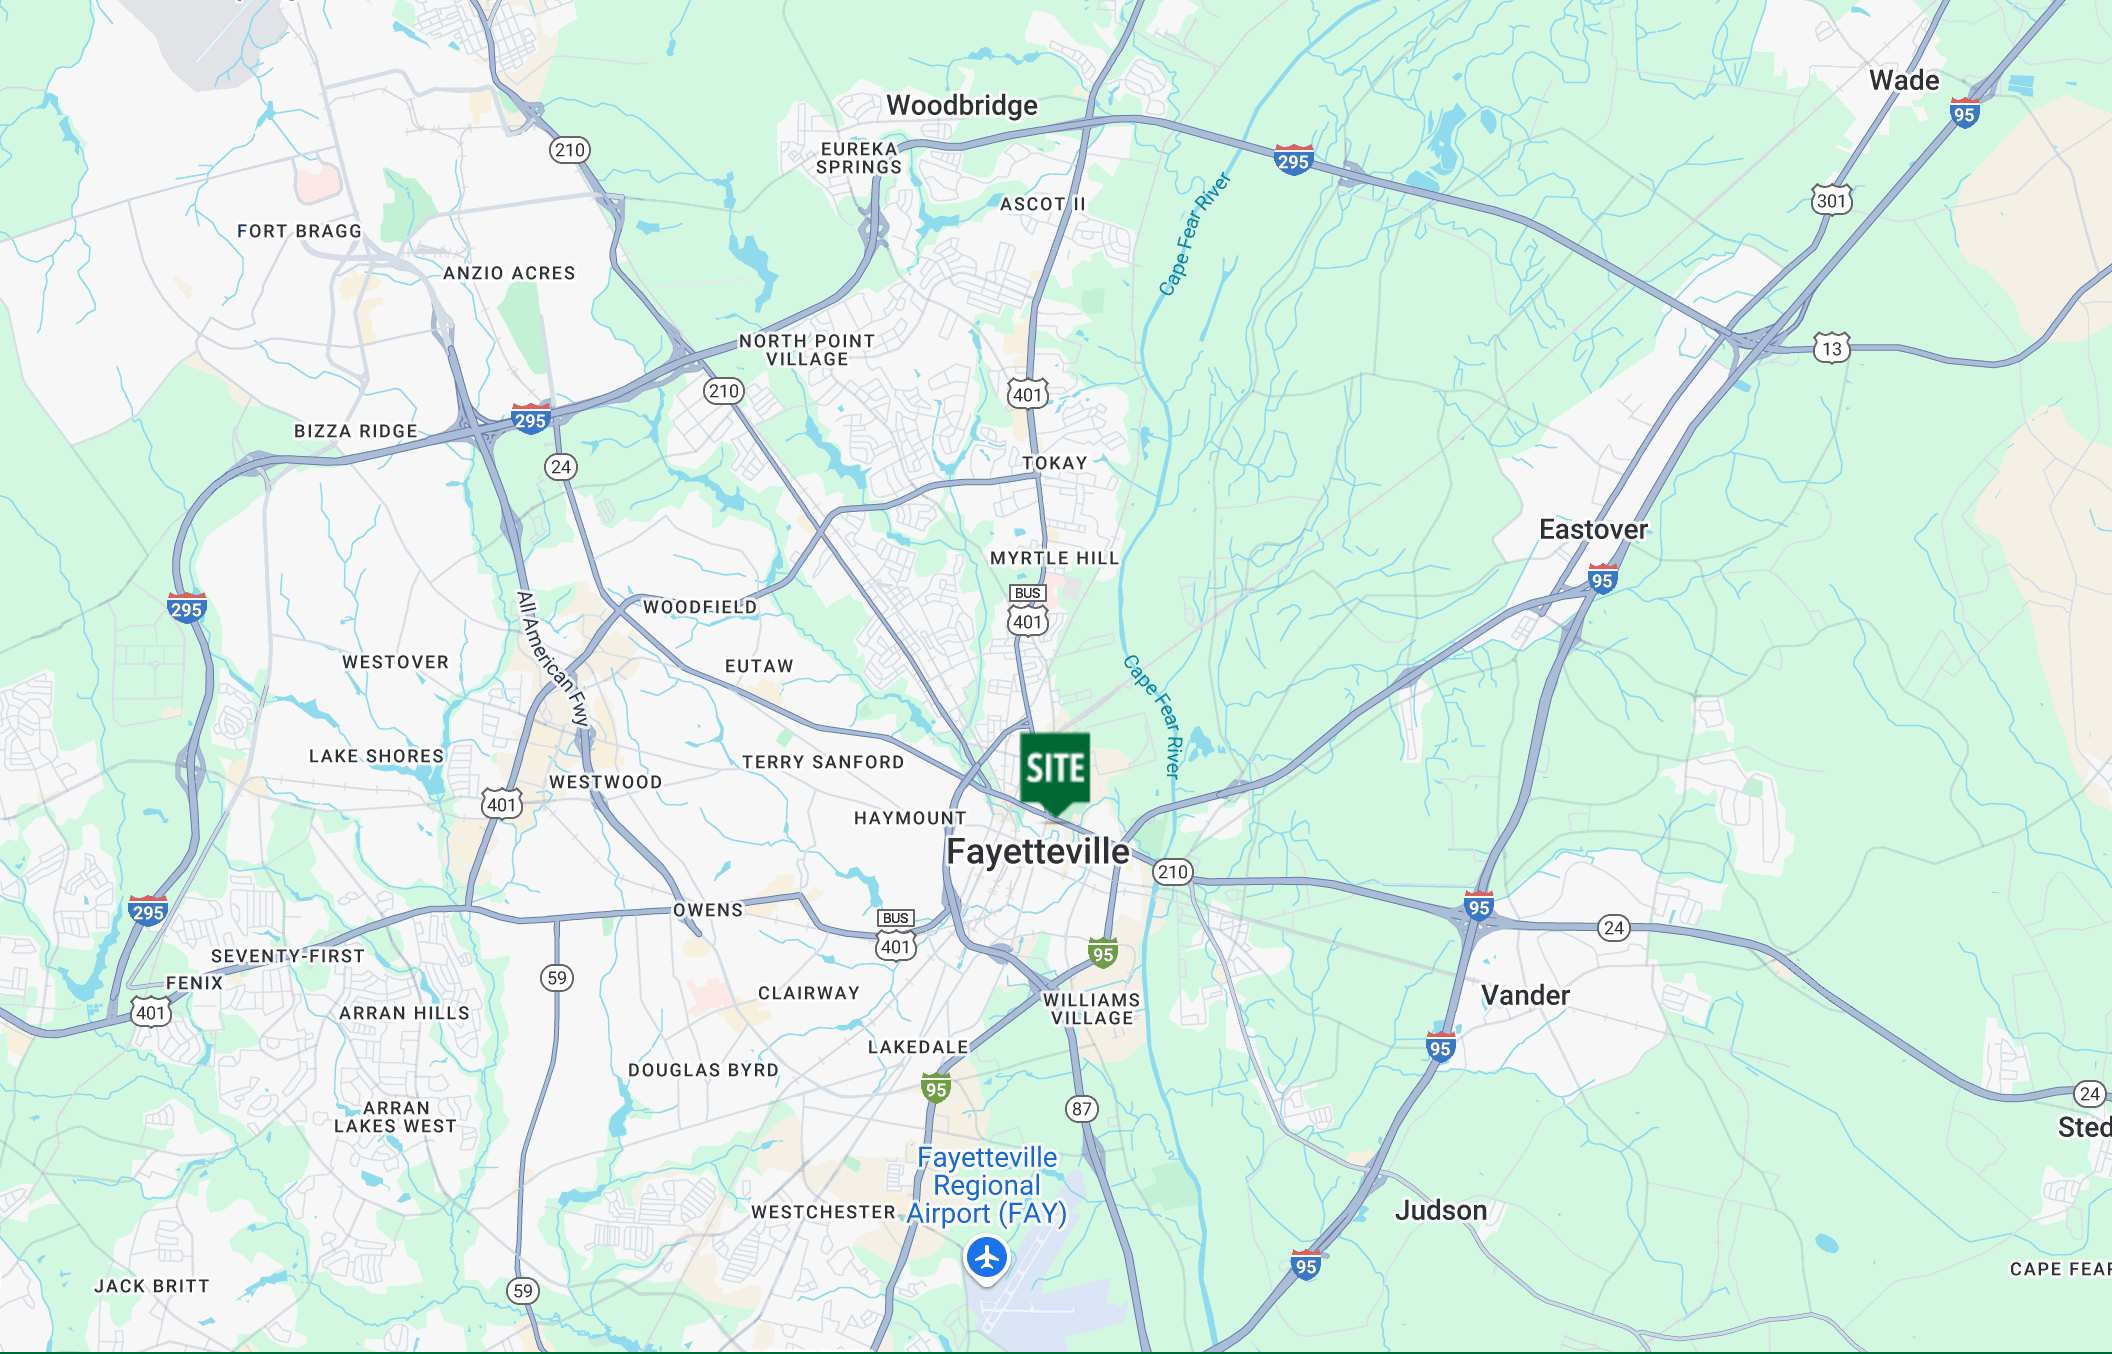 Wade
95
Woodbridge
210
EUREKA
SPRINGS
295
ASCOT II
301
Cape Fear River
FORT BRAGG
ANZIO ACRES
NORTH POINT
VILLAGE
13
210
401
295
BIZZA RIDGE
24
TOKAY
Eastover
MYRTLE HILL
95
BUS
401
295
WOODFIELD
All American Fwy
WESTOVER
EUTAW
Cape Fear River
LAKE SHORES
TERRY SANFORD
SITE
WESTWOOD
401
HAYMOUNT
Fayetteville
210
295
OWENS
BUS
401
95
24
SEVENTY-FIRST
95
FENIX
59
CLAIRWAY
Vander
401
ARRAN HILLS
WILLIAMS
VILLAGE
LAKEDALE
95
DOUGLAS BYRD
95
24
ARRAN
LAKES WEST
87
Sted
Fayetteville
Regional
Airport (FAY)
WESTCHESTER
Judson
95
CAPE FEAR
JACK BRITT
59